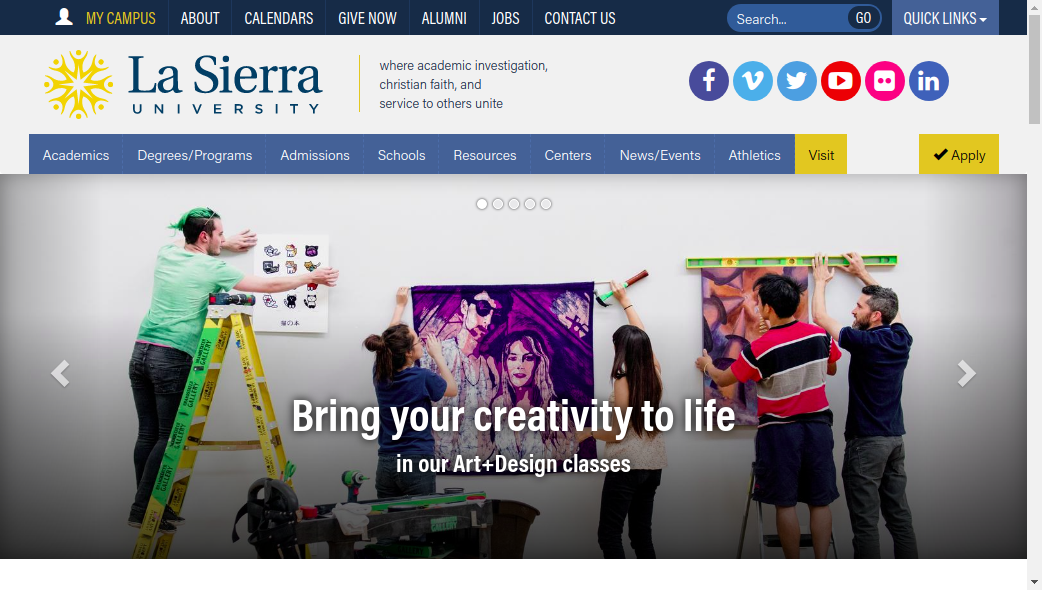 MY CAMPUS
ABOUT
CALENDARS
GIVE NOW
ALUMNI
JOBS
CONTACT US
Search...
GO
QUICK LINKS
La Sierra
UNIVERSITY
where academic investigation,
christian faith, and
service to others unite
Academics
Degrees/Programs
Admissions
Schools
Resources
Centers
News/Events
Athletics
Visit
Apply
Bring your creativity to life
in our Art+Design classes